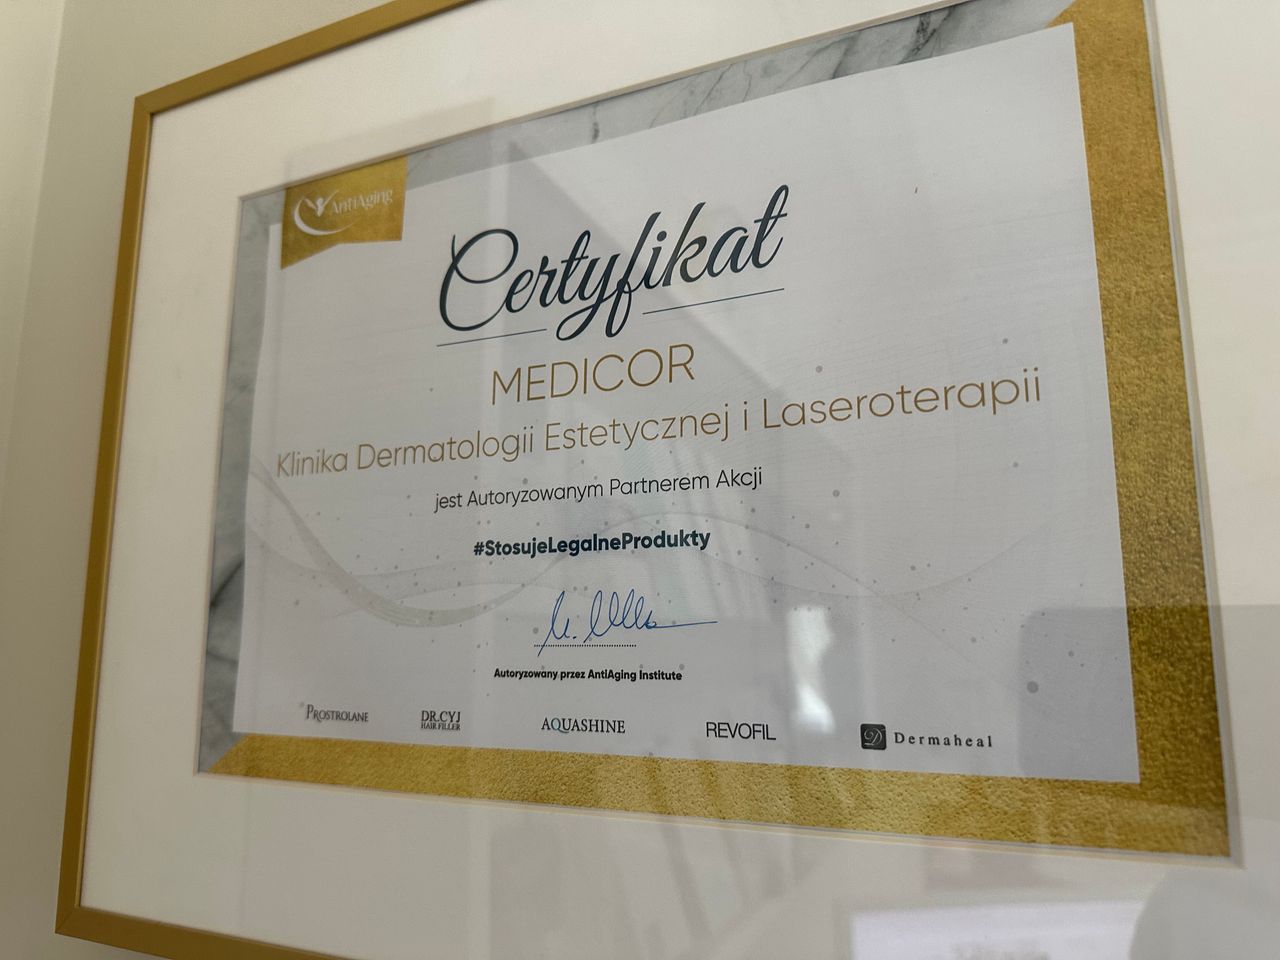 AntiAging
Certyfikat
MEDICOR
Klinika Dermatologii Estetycznej i Laseroterapii
jest Autoryzowanym Partnerem Akcji
#StosujeLegalneProdukty
Autoryzowany przez AntiAging Institute
PROSTROLANE
DR.CYJ
HAIR FILLER
AQUASHINE
REVOFIL
D Dermaheal